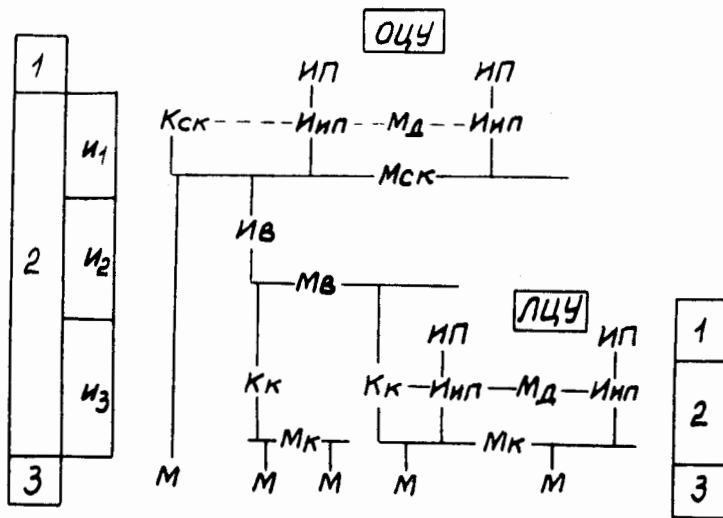 ОЦУ
1
ИП ИП
Кск Иип Мд Иип
И1
Мск
Ив
2 И2
Мв
ЛЦУ 1
ИП ИП
И3 Кк Кк Иип Мд Иип
2
Мк Мк
3 М М М М М 3